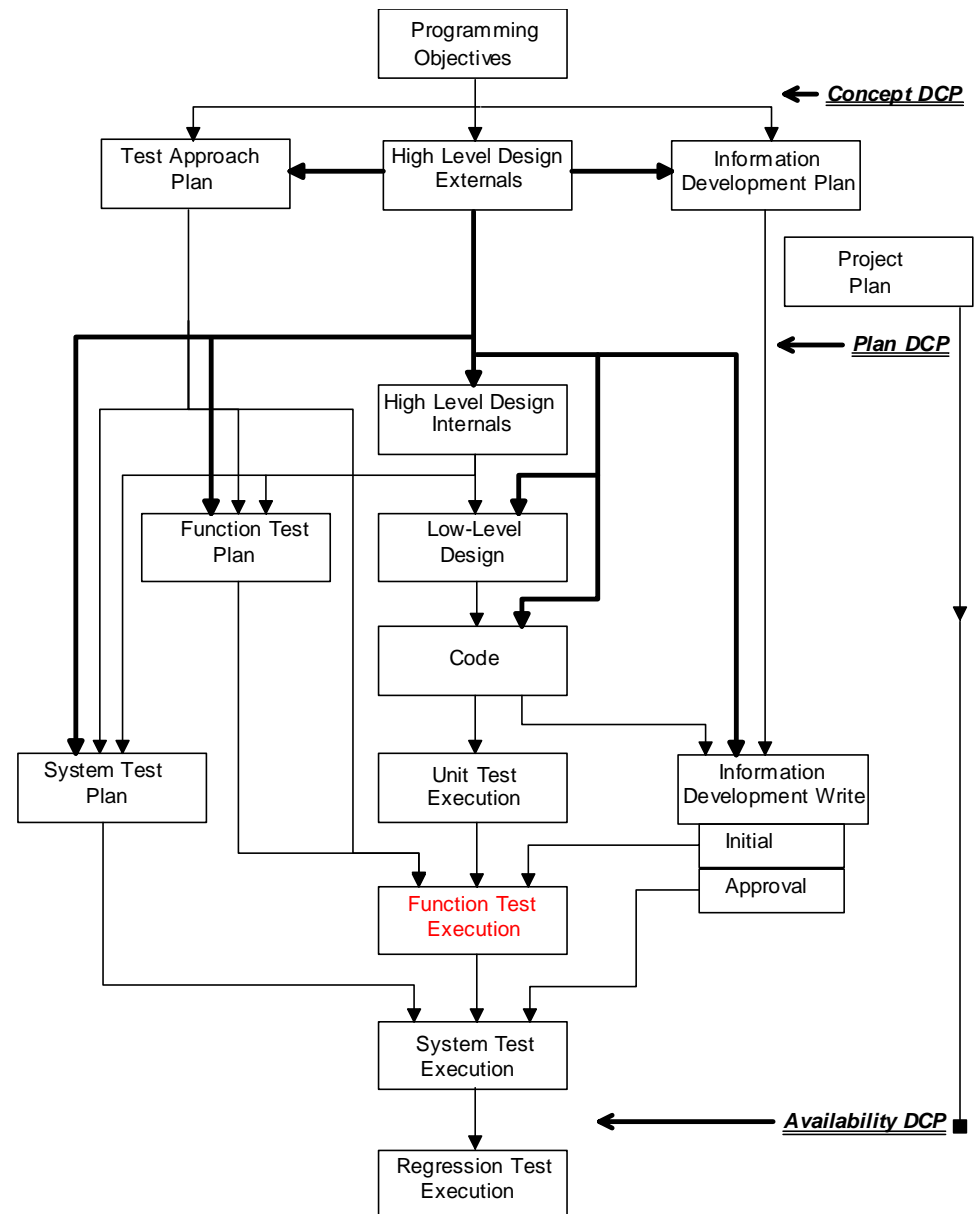 Programming
Objectives
Concept DCP
Test Approach
Plan
High Level Design
Externals
Information
Development Plan
Project
Plan
Plan DCP
High Level Design
Internals
Function Test
Plan
Low-Level
Design
Code
System Test
Plan
Unit Test
Execution
Information
Development Write
Initial
Approval
Function Test
Execution
System Test
Execution
Availability DCP
Regression Test
Execution